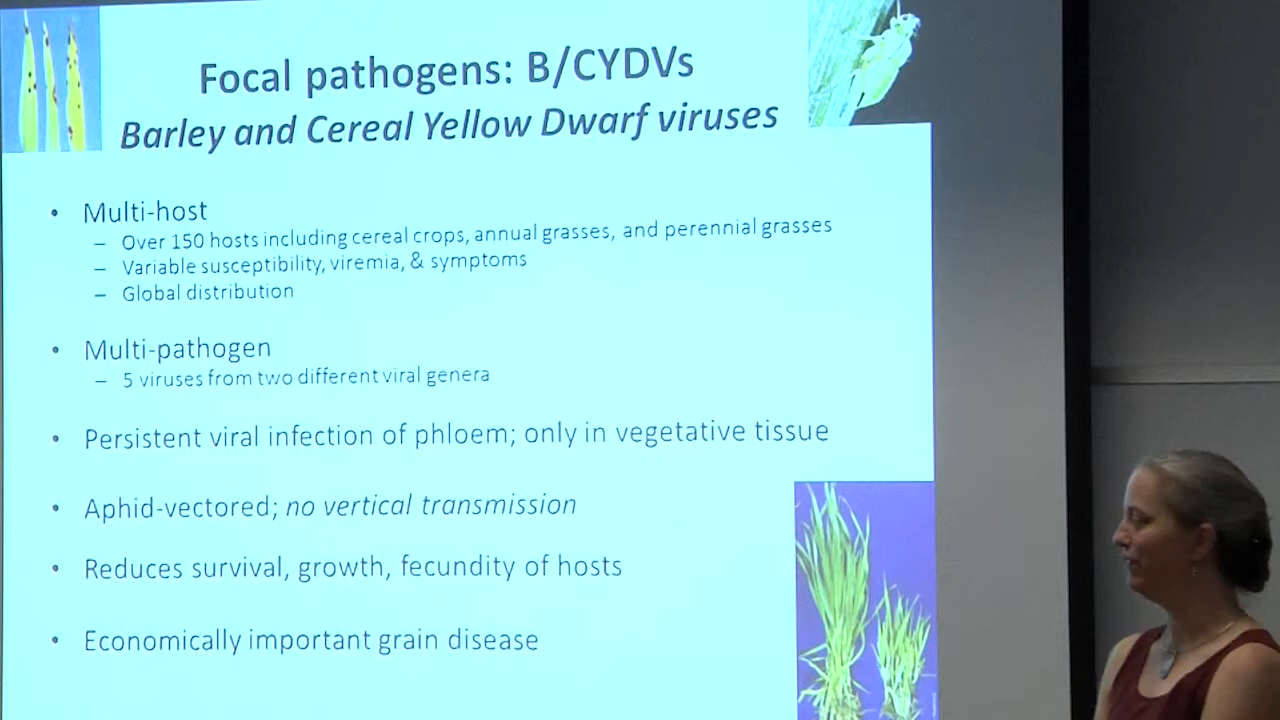 Focal pathogens: B/CYDVs
Barley and Cereal Yellow Dwarf viruses
• Multi-host
– Over 150 hosts including cereal crops, annual grasses, and perennial grasses
– Variable susceptibility, viremia, & symptoms
– Global distribution
• Multi-pathogen
– 5 viruses from two different viral genera
• Persistent viral infection of phloem; only in vegetative tissue
• Aphid-vectored; no vertical transmission
• Reduces survival, growth, fecundity of hosts
• Economically important grain disease